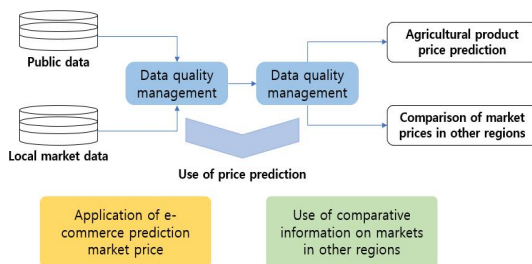 Public data
Local market data
Data quality
management
Data quality
management
Agricultural product
price prediction
Comparison of market
prices in other regions
Use of price prediction
Application of e-
commerce prediction
market price
Use of comparative
information on markets
in other regions